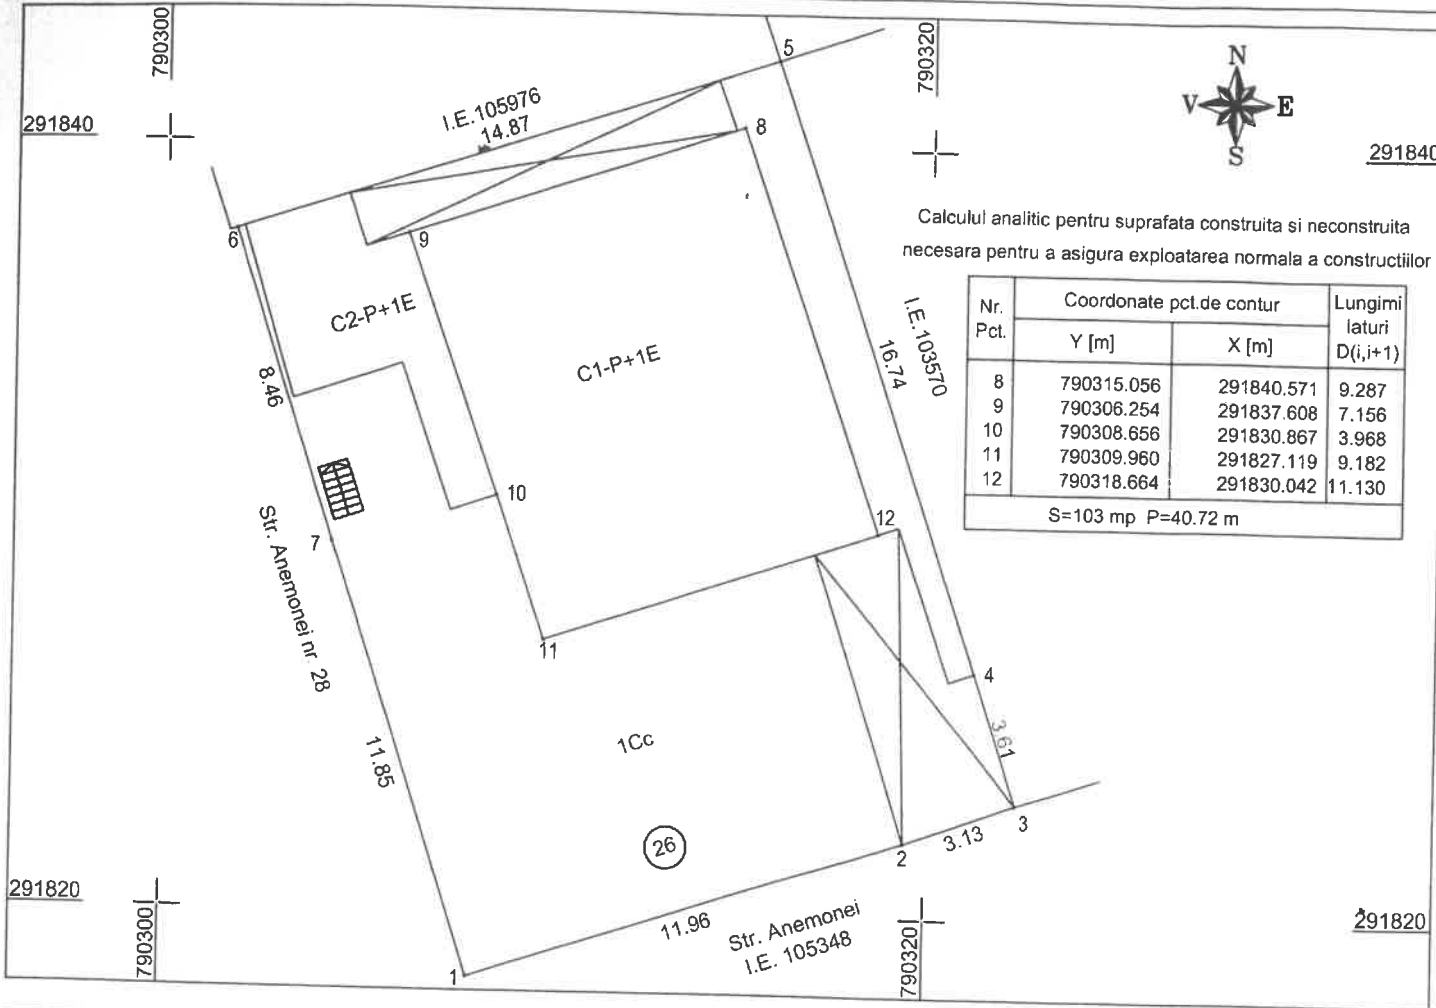 790300
790320
5
N
V E
S
I.E.105976
14.87
291840
291840
8
6
9
Calculul analitic pentru suprafata construita si neconstruita
necesara pentru a asigura exploatarea normala a constructiilor
Nr. Pct. Coordonate pct.de contur Lungimi laturi D(i,i+1)
Y [m] X [m]
8 790315.056 291840.571 9.287
9 790306.254 291837.608 7.156
10 790308.656 291830.867 3.968
11 790309.960 291827.119 9.182
12 790318.664 291830.042 11.130
S=103 mp P=40.72 m
C2-P+1E
C1-P+1E
I.E.103570
16.74
8.46
10
12
7
Str. Anemonei nr. 28
11
4
3.61
1Cc
11.85
26
2
3.13
3
291820
790300
11.96
Str. Anemonei
I.E. 105348
790320
291820
1